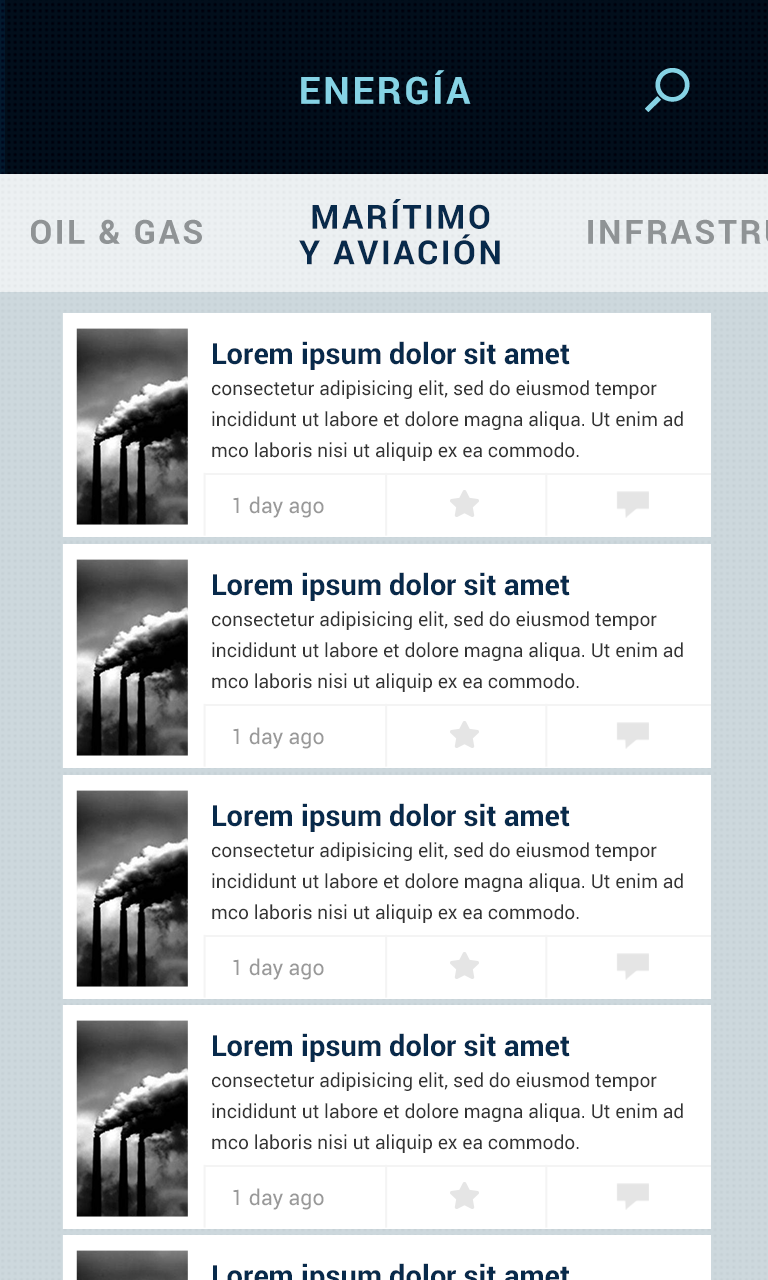 ENERGÍA
OIL & GAS
MARÍTIMO
Y AVIACIÓN
INFRASTRU
Lorem ipsum dolor sit amet
consectetur adipisicing elit, sed do eiusmod tempor
incididunt ut labore et dolore magna aliqua. Ut enim ad
mco laboris nisi ut aliquip ex ea commodo.
1 day ago
Lorem ipsum dolor sit amet
consectetur adipisicing elit, sed do eiusmod tempor
incididunt ut labore et dolore magna aliqua. Ut enim ad
mco laboris nisi ut aliquip ex ea commodo.
1 day ago
Lorem ipsum dolor sit amet
consectetur adipisicing elit, sed do eiusmod tempor
incididunt ut labore et dolore magna aliqua. Ut enim ad
mco laboris nisi ut aliquip ex ea commodo.
1 day ago
Lorem ipsum dolor sit amet
consectetur adipisicing elit, sed do eiusmod tempor
incididunt ut labore et dolore magna aliqua. Ut enim ad
mco laboris nisi ut aliquip ex ea commodo.
1 day ago
Lorem ipsum dolor sit amet